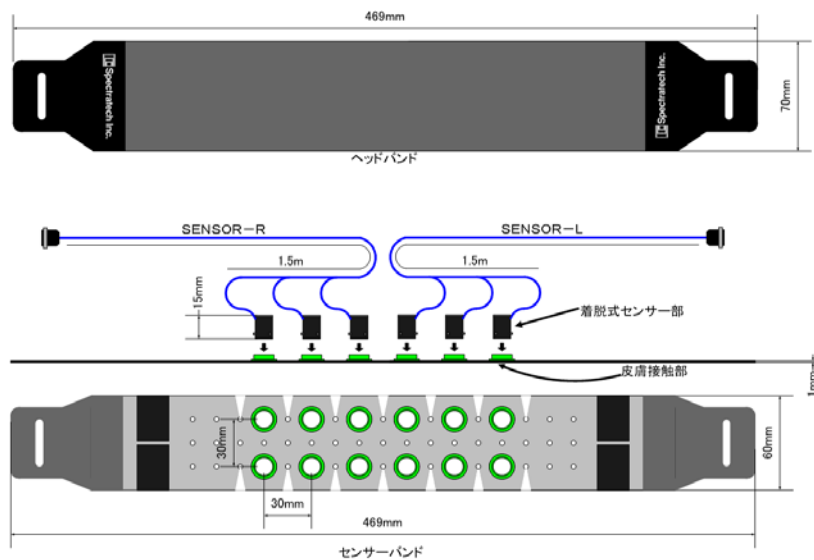 469mm
Spectratech Inc.
Spectratech Inc.
70mm
ヘッドバンド
SENSOR-R
SENSOR-L
1.5m
1.5m
15mm
着脱式センサー部
皮膚接触部
1mm
30mm
60mm
30mm
469mm
センサーバンド